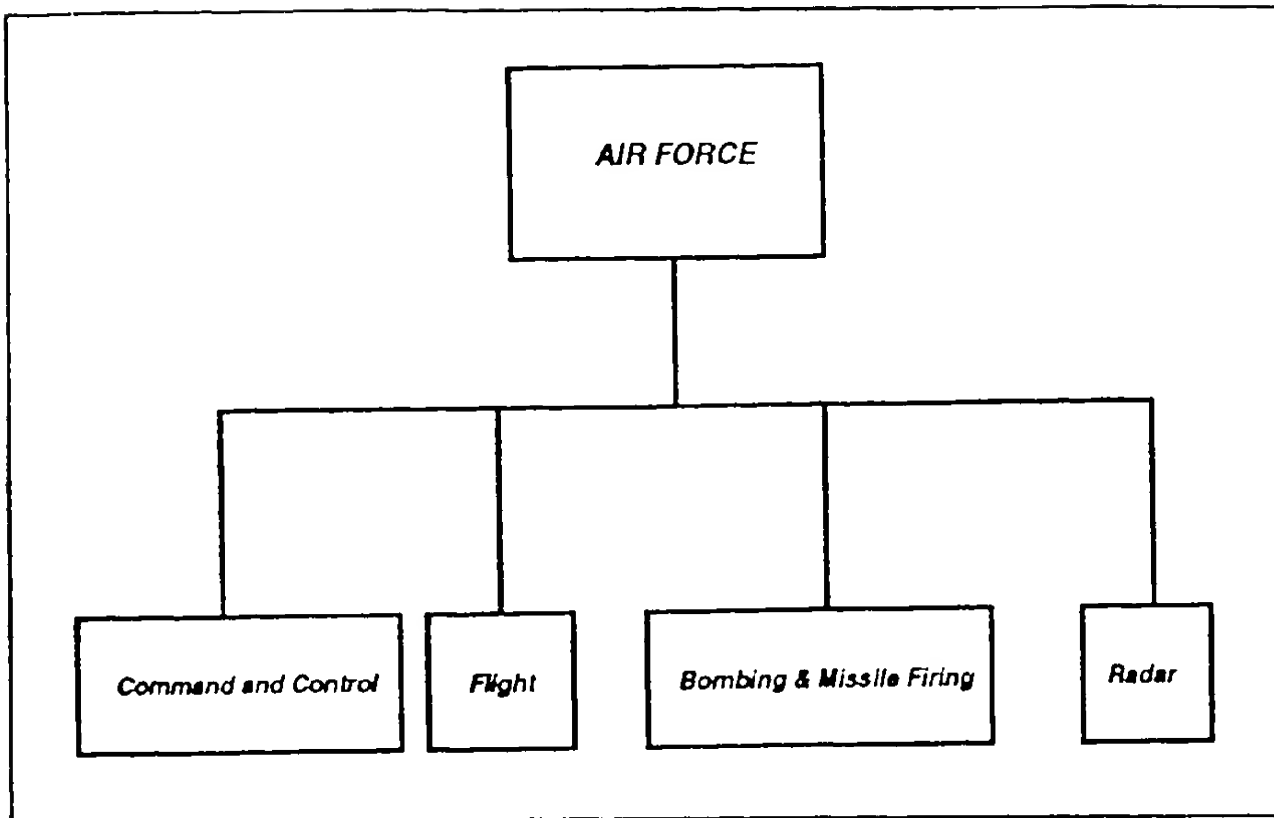 AIR FORCE
Command and Control
Flight
Bombing & Missile Firing
Radar